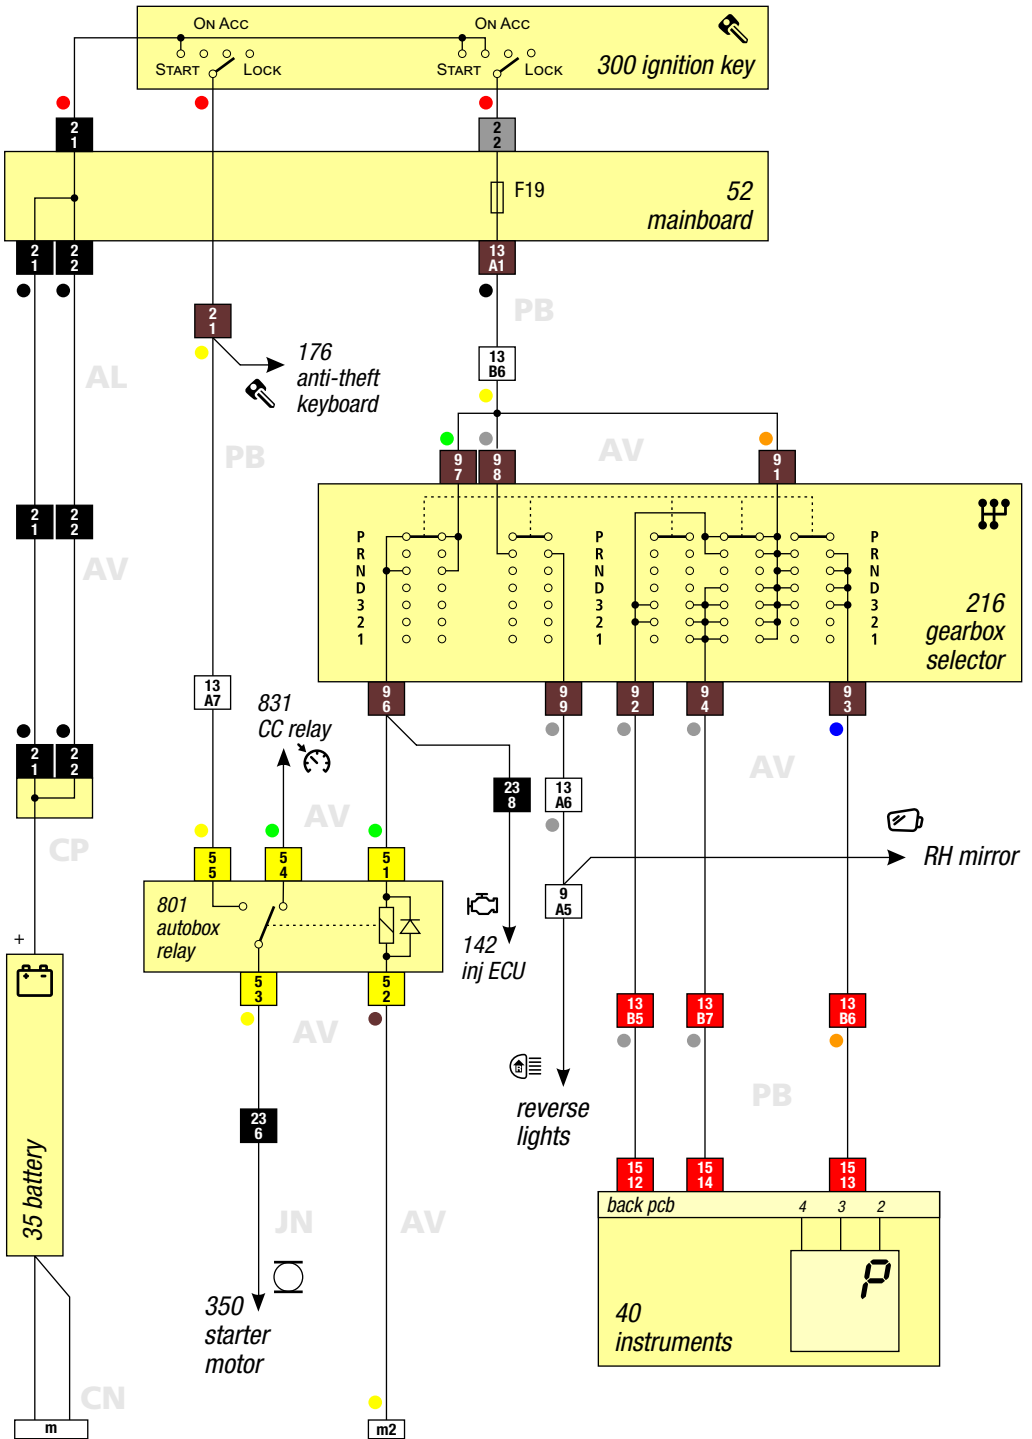 ON ACC
ON ACC
START
LOCK
START
LOCK
300 ignition key
2
1
2
2
F19
52
mainboard
2
1
2
2
13
A1
PB
2
1
176
anti-theft
keyboard
13
B6
AL
PB
AV
9
7
9
8
9
1
2
1
2
2
AV
P
R
N
D
3
2
1
P
R
N
D
3
2
1
P
R
N
D
3
2
1
216
gearbox
selector
13
A7
9
6
9
9
9
2
9
4
9
3
831
CC relay
2
1
2
2
23
8
13
A6
AV
AV
CP
5
5
5
4
5
1
RH mirror
9
A5
801
autobox
relay
142
inj ECU
+
5
3
5
2
13
B5
13
B7
13
B6
AV
reverse
lights
PB
23
6
35 battery
15
12
15
14
15
13
back pcb
4
3
2
JN
AV
P
350
starter
motor
40
instruments
CN
m
m2